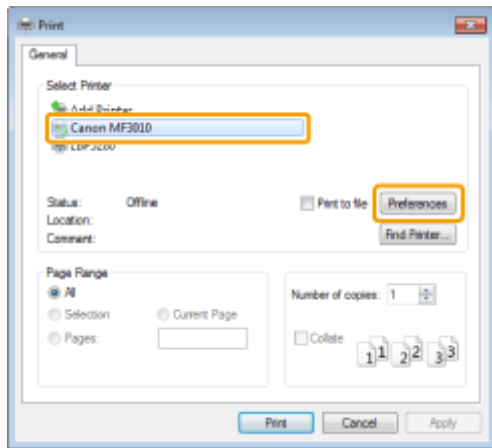 Print
General
Select Printer
Add Printer
Canon MF3010
Status: Offline
Location:
Comment:
Print to file
Preferences
Find Printer...
Page Range
All
Selection
Current Page
Pages:
Number of copies: 1
Collate
1 1 2 2 3 3
Print Cancel Apply